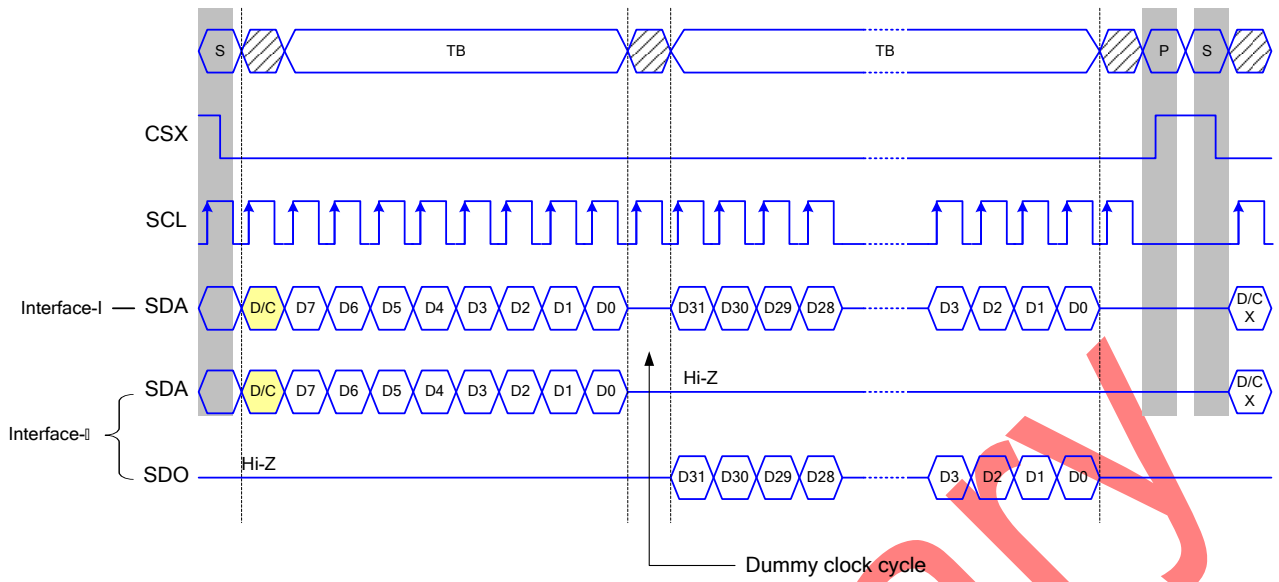 S TB TB P S
CSX
SCL
Interface-I SDA D/C D7 D6 D5 D4 D3 D2 D1 D0 D31 D30 D29 D28 D3 D2 D1 D0 D/C X
SDA D/C D7 D6 D5 D4 D3 D2 D1 D0 Hi-Z D/C X
Interface-▯
SDO Hi-Z D31 D30 D29 D28 D3 D2 D1 D0
Dummy clock cycle